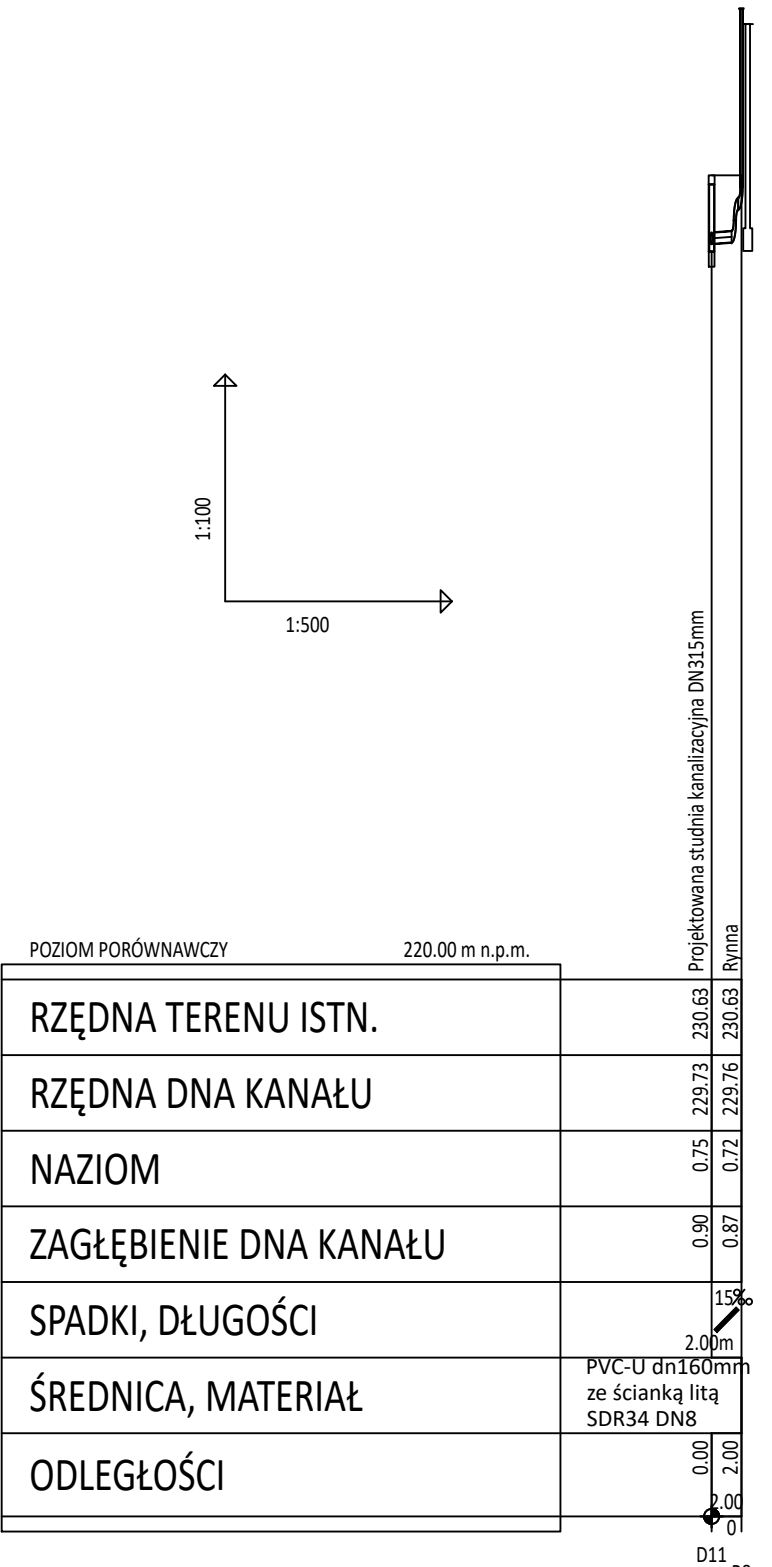 1:100
1:500
Projektowana studnia kanalizacyjna DN315mm
Rynna
POZIOM PORÓWNAWCZY 220.00 m n.p.m.
RZĘDNA TERENU ISTN. 230.63 230.63
RZĘDNA DNA KANAŁU 229.73 229.76
NAZIOM 0.75 0.72
ZAGŁĘBIENIE DNA KANAŁU 0.90 0.87
SPADKI, DŁUGOŚCI
15‰
2.00m
ŚREDNICA, MATERIAŁ
PVC-U dn160mm
ze ścianką litą
SDR34 DN8
ODLEGŁOŚCI 0.00 2.00
2.00
0
D11